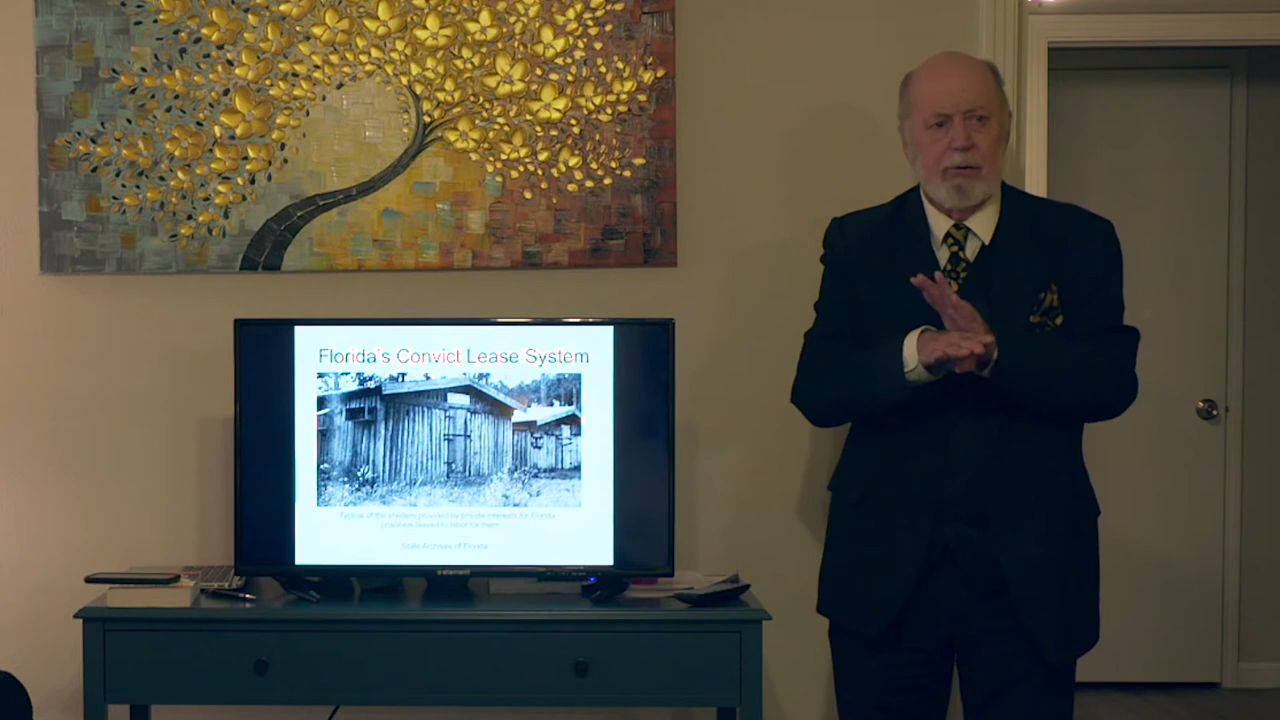 Florida's Convict Lease System
Typical of the shelters provided by private interests for Florida
prisoners leased to labor for them
State Archives of Florida
element